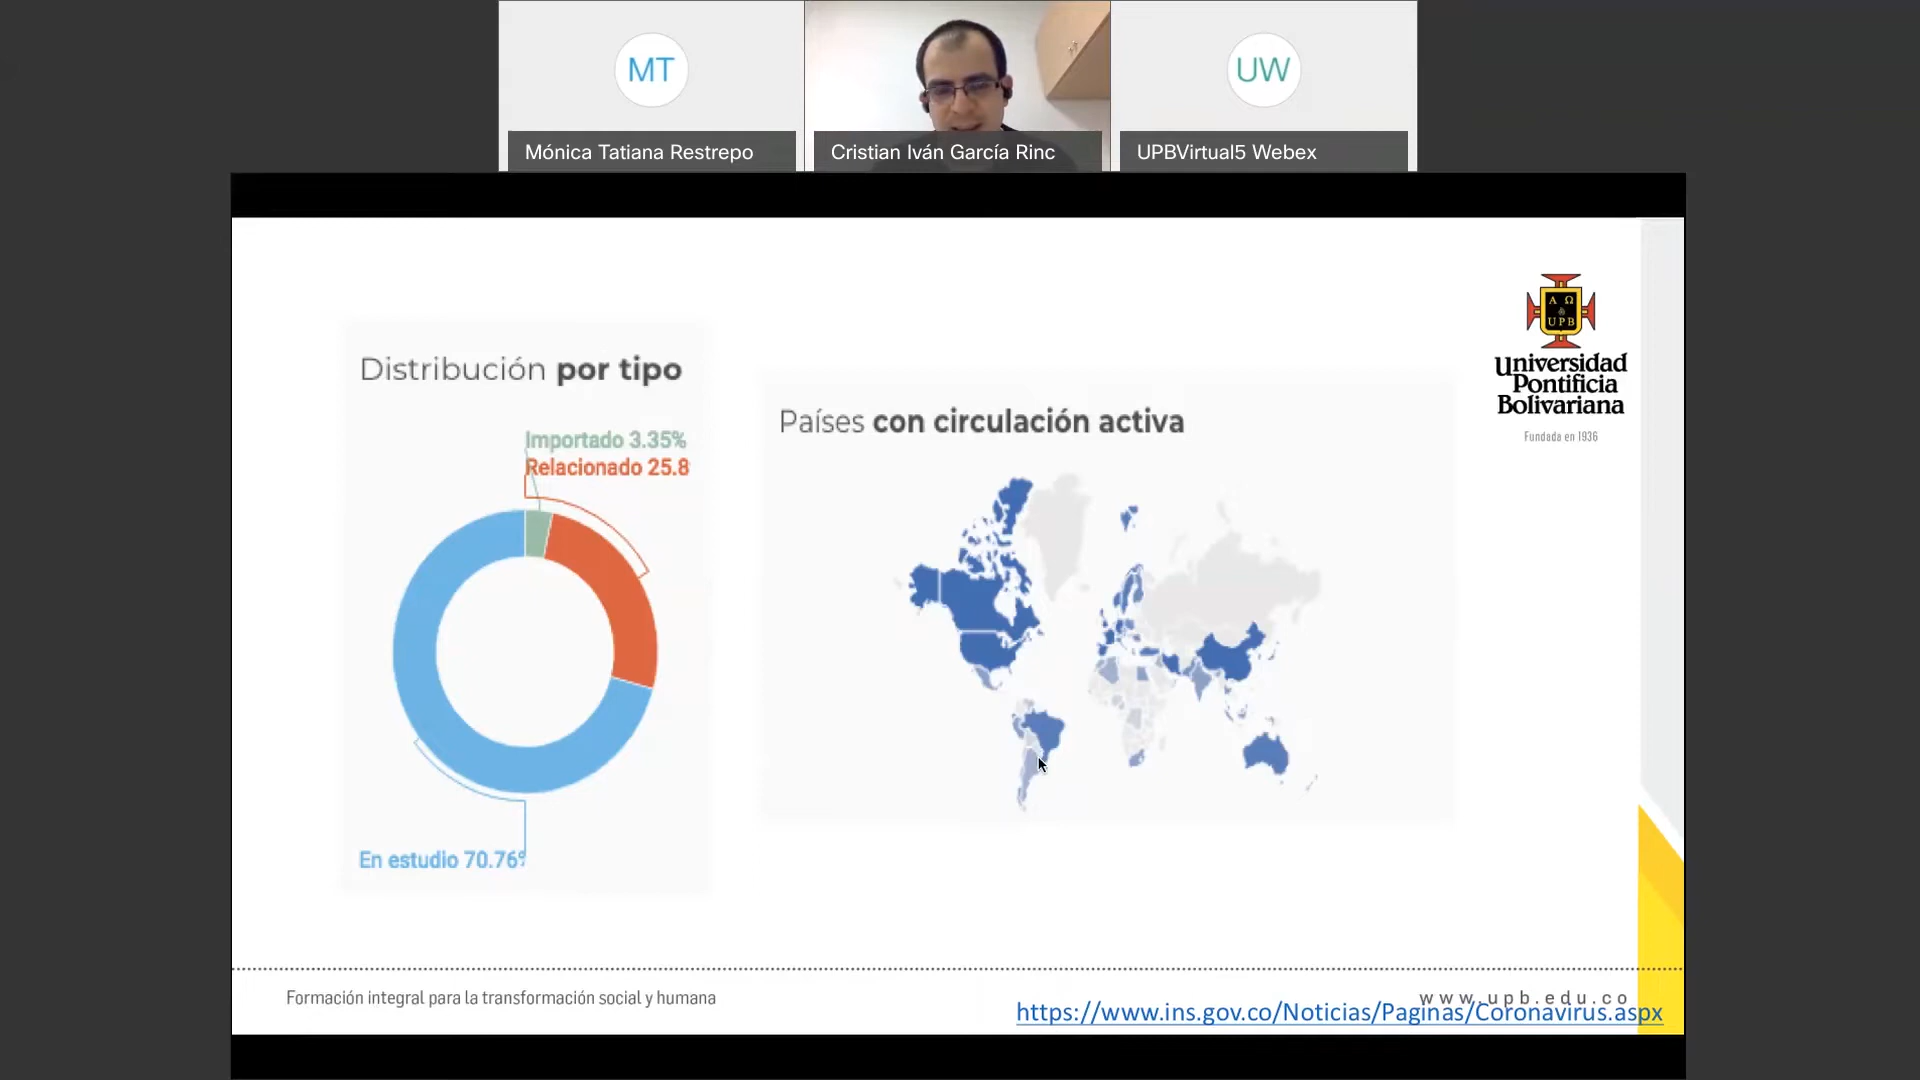 MT
UW
Mónica Tatiana Restrepo
Cristian Iván García Rinc
UPBVirtual5 Webex
Α Ω
&
UPB
Universidad
Pontificia
Bolivariana
Fundada en 1936
Distribución por tipo
Importado 3.35%
Relacionado 25.8
En estudio 70.76%
Países con circulación activa
Formación integral para la transformación social y humana
www.upb.edu.co
https://www.ins.gov.co/Noticias/Paginas/Coronavirus.aspx